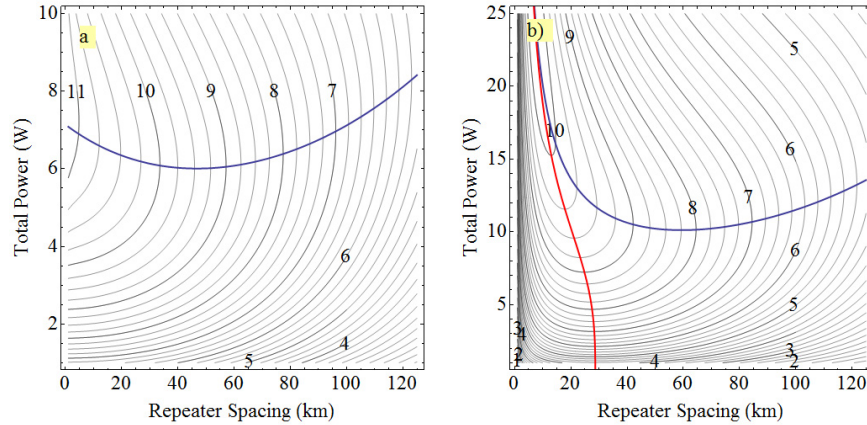 a
10
8
6
4
2
0 20 40 60 80 100 120
Total Power (W)
Repeater Spacing (km)
11 10 9 8 7
6
5 4
b)
25
20
15
10
5
0 20 40 60 80 100 120
Total Power (W)
Repeater Spacing (km)
9 5
10 6
8 7
6
5
3
4 3
2 2
1 4